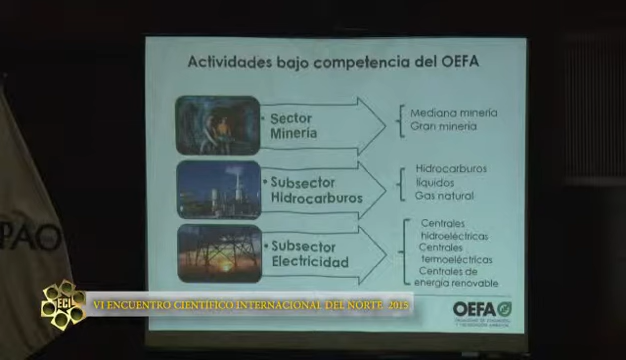 Actividades bajo competencia del OEFA
• Sector
Minería
Mediana minería
Gran minería
• Subsector
Hidrocarburos
Hidrocarburos
líquidos
Gas natural
• Subsector
Electricidad
Centrales
hidroeléctricas
Centrales
termoeléctricas
Centrales de
energía renovable
OEFA
PAO
ECI
VI ENCUENTRO CIENTÍFICO INTERNACIONAL DEL NORTE 2015